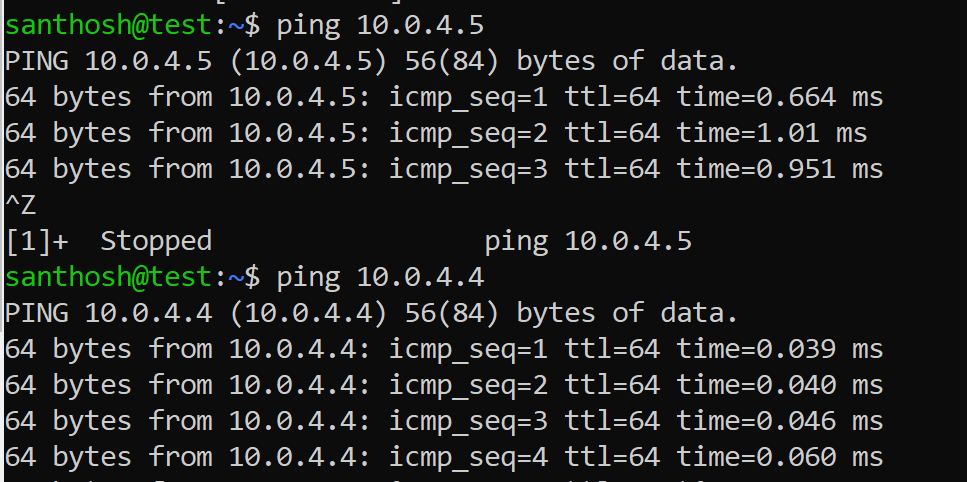 santhosh@test:~$ ping 10.0.4.5
PING 10.0.4.5 (10.0.4.5) 56(84) bytes of data.
64 bytes from 10.0.4.5: icmp_seq=1 ttl=64 time=0.664 ms
64 bytes from 10.0.4.5: icmp_seq=2 ttl=64 time=1.01 ms
64 bytes from 10.0.4.5: icmp_seq=3 ttl=64 time=0.951 ms
^Z
[1]+  Stopped                 ping 10.0.4.5
santhosh@test:~$ ping 10.0.4.4
PING 10.0.4.4 (10.0.4.4) 56(84) bytes of data.
64 bytes from 10.0.4.4: icmp_seq=1 ttl=64 time=0.039 ms
64 bytes from 10.0.4.4: icmp_seq=2 ttl=64 time=0.040 ms
64 bytes from 10.0.4.4: icmp_seq=3 ttl=64 time=0.046 ms
64 bytes from 10.0.4.4: icmp_seq=4 ttl=64 time=0.060 ms